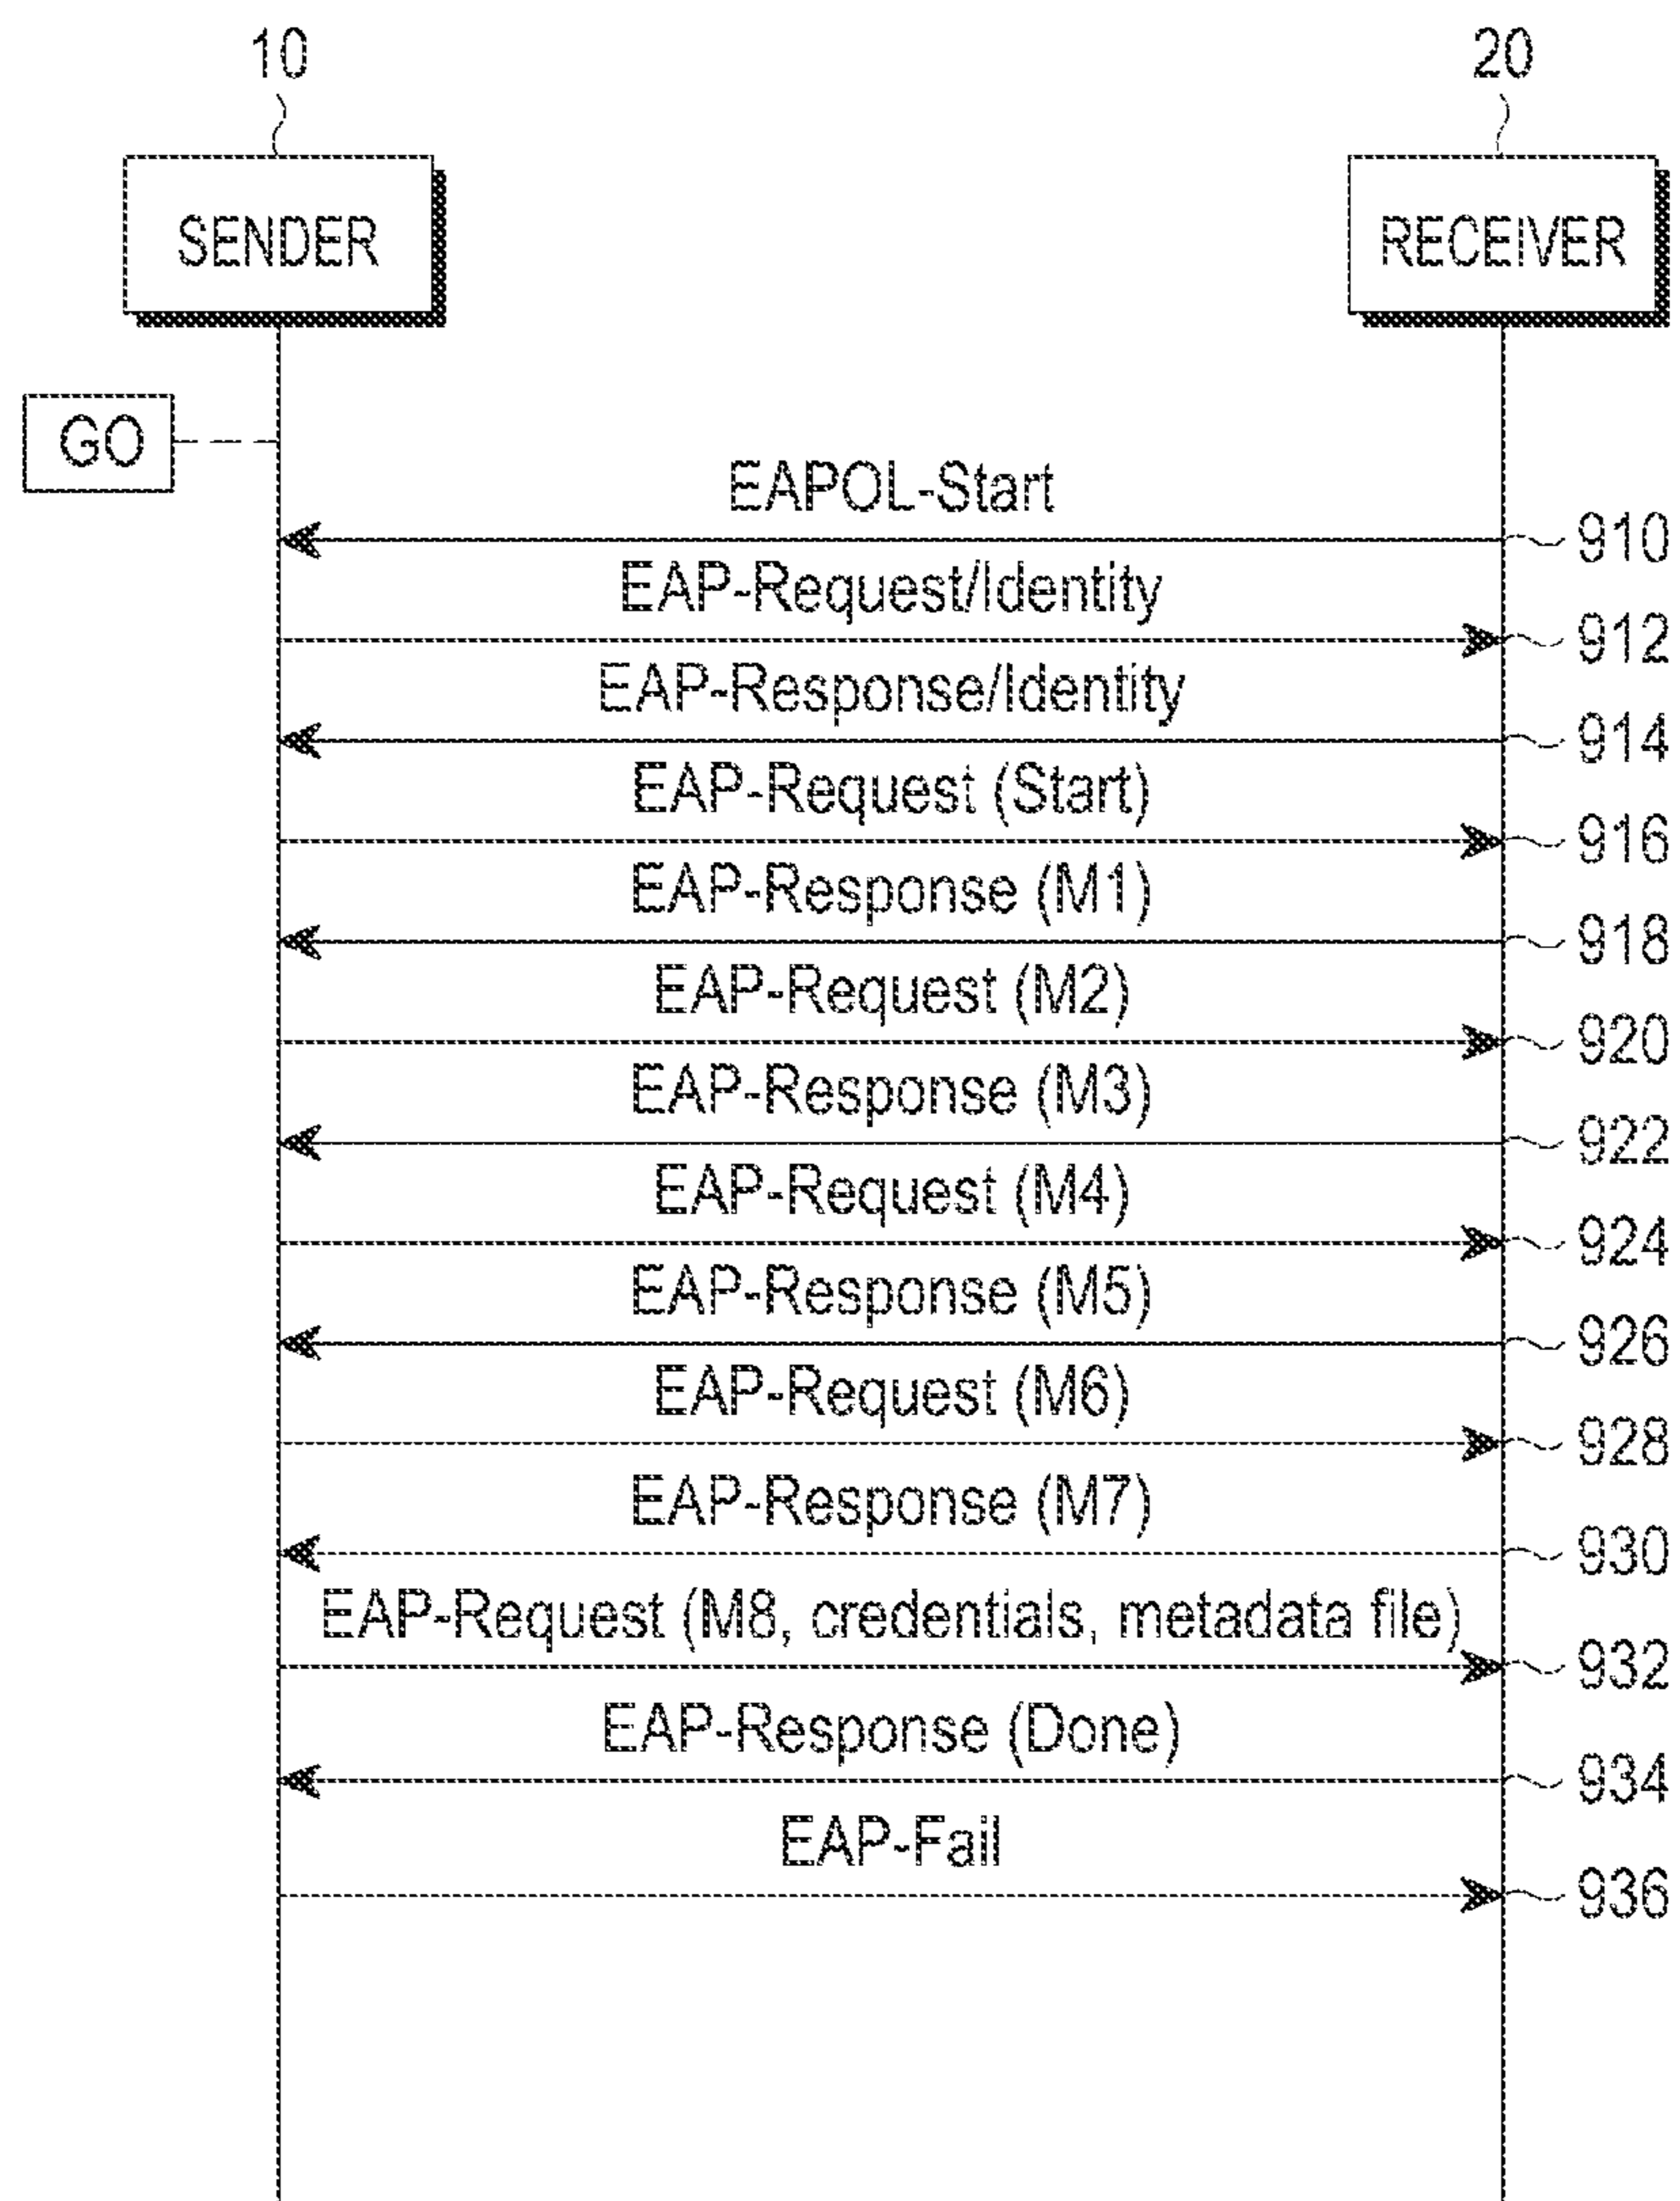 10
20
SENDER
RECEIVER
GO
EAPOL-Start
910
EAP-Request/Identity
912
EAP-Response/Identity
914
EAP-Request (Start)
916
EAP-Response (M1)
918
EAP-Request (M2)
920
EAP-Response (M3)
922
EAP-Request (M4)
924
EAP-Response (M5)
926
EAP-Request (M6)
928
EAP-Response (M7)
930
EAP-Request (M8, credentials, metadata file)
932
EAP-Response (Done)
934
EAP-Fail
936